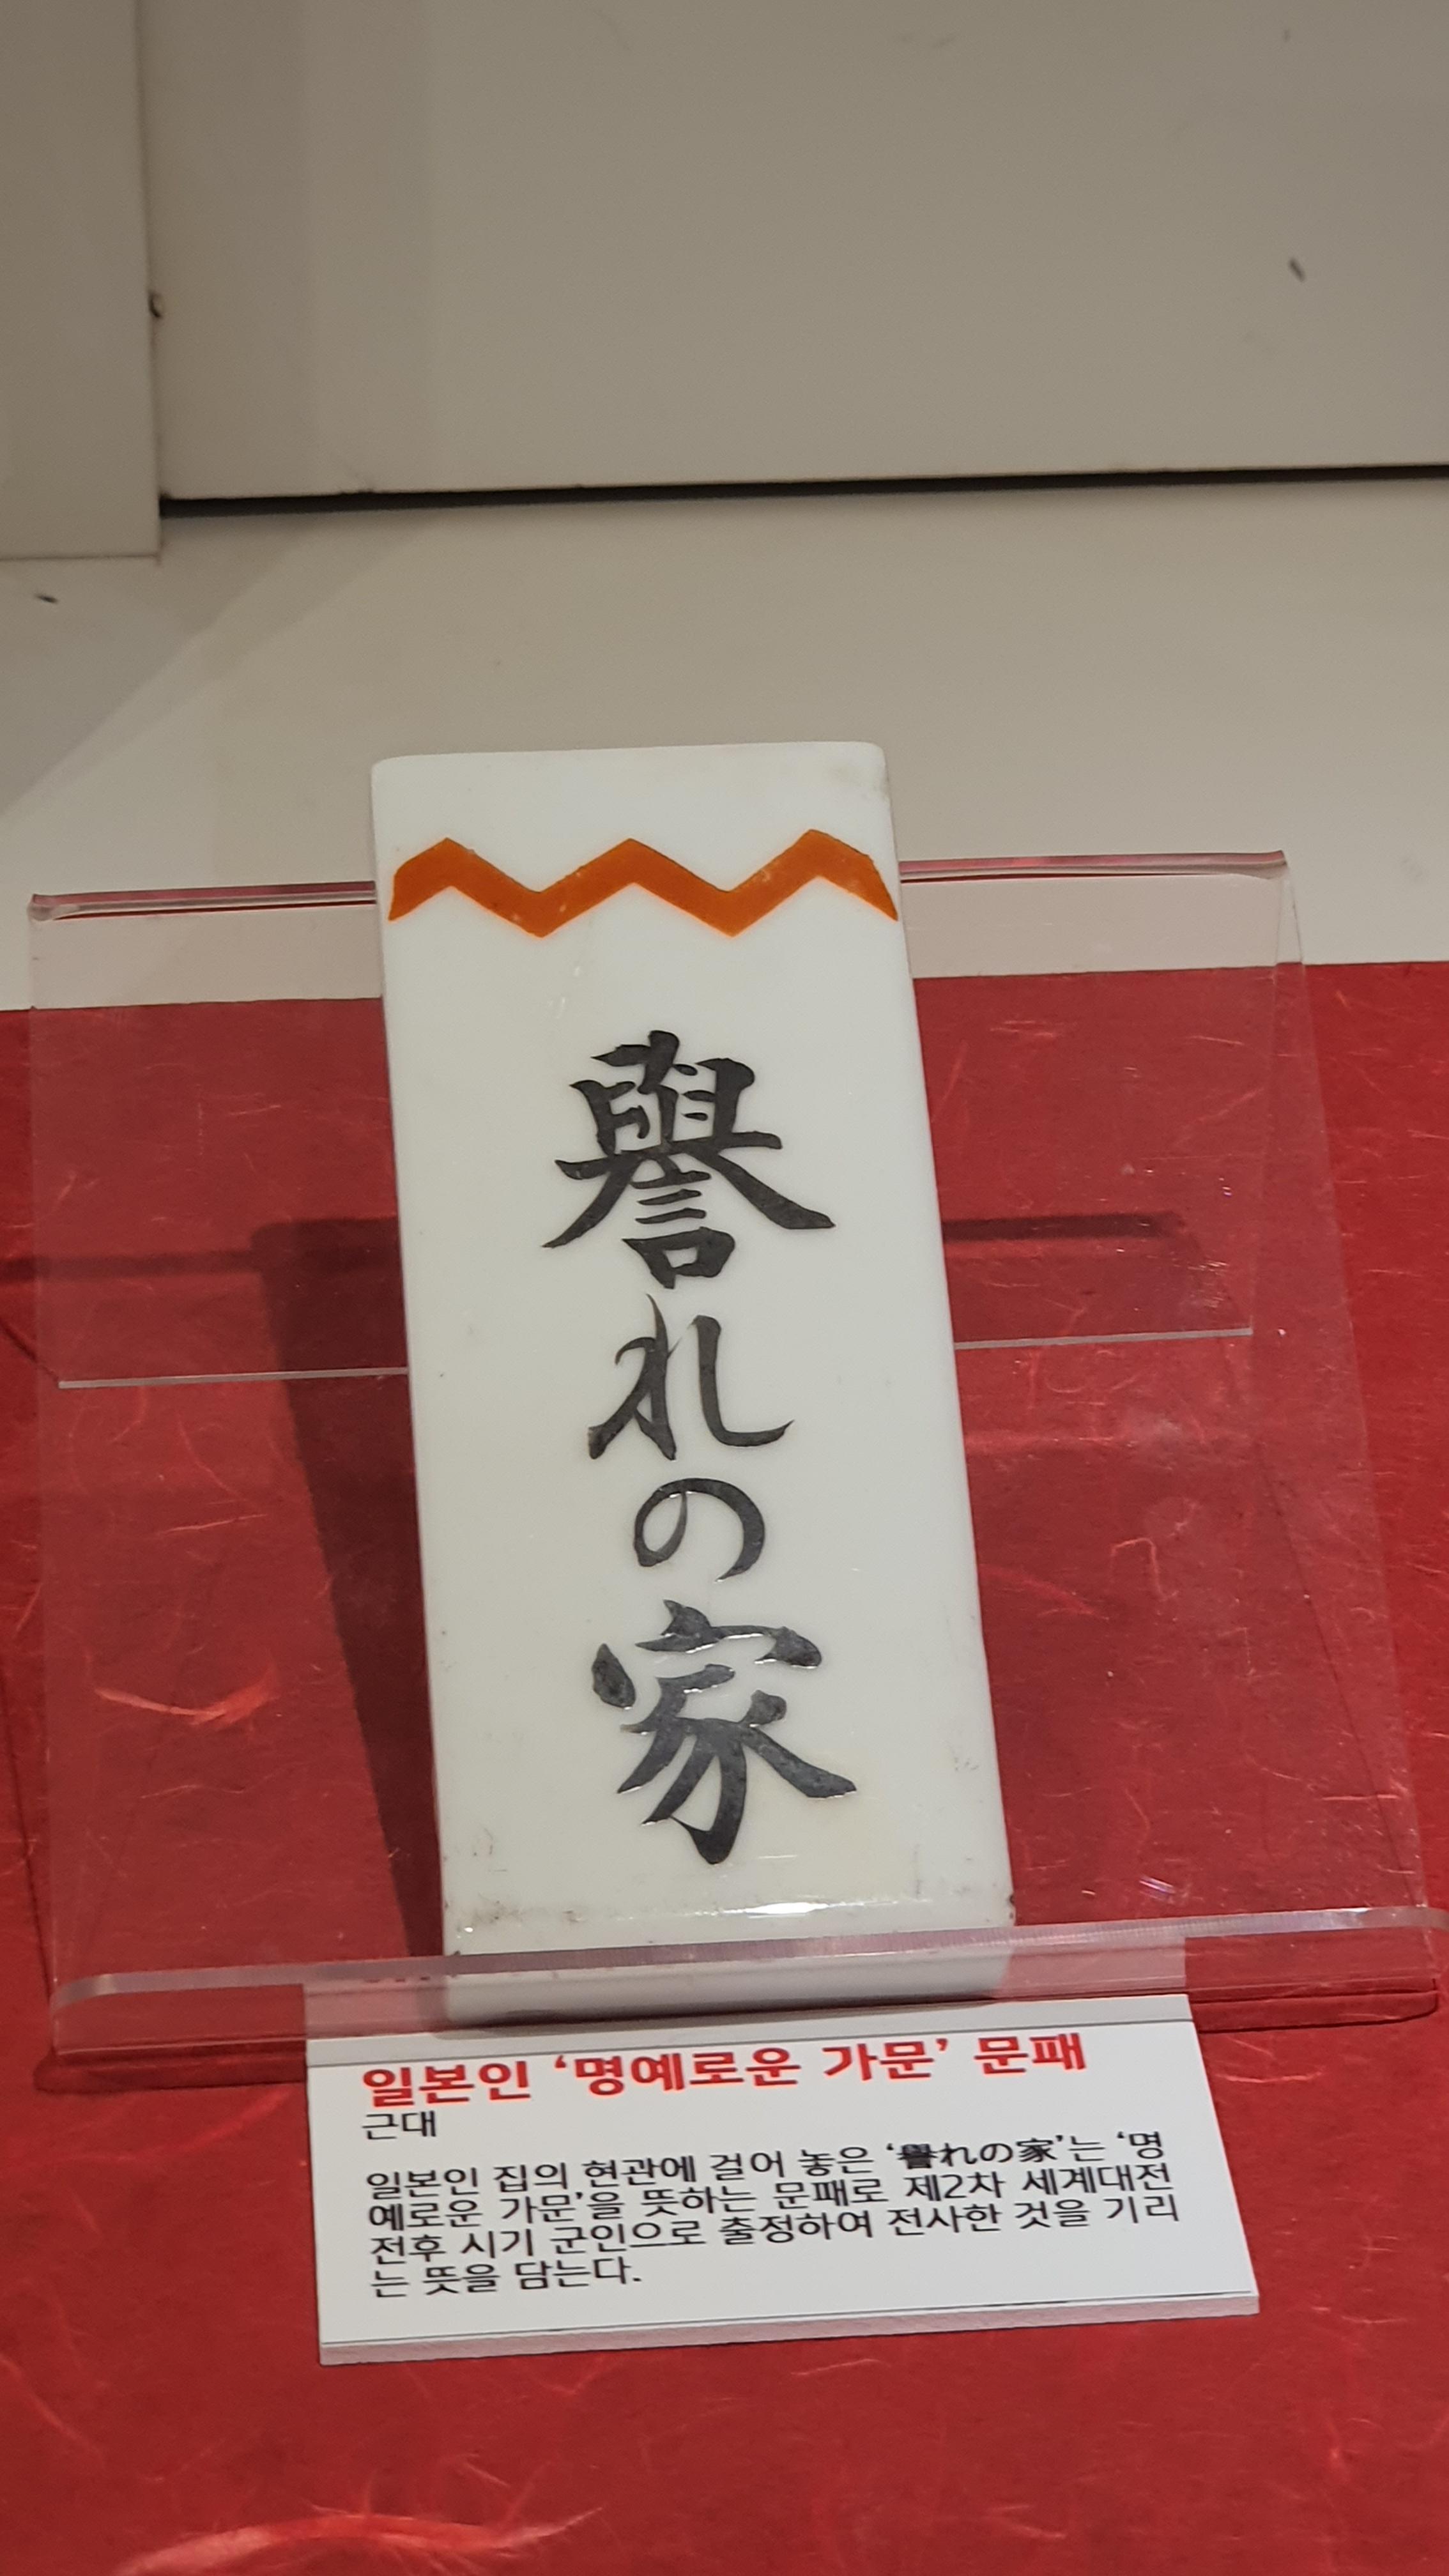 譽れの家
일본인 ‘명예로운 가문’ 문패
근대
일본인 집의 현관에 걸어 놓은 ‘譽れの家’는 ‘명
예로운 가문’을 뜻하는 문패로 제2차 세계대전
전후 시기 군인으로 출정하여 전사한 것을 기리
는 뜻을 담는다.